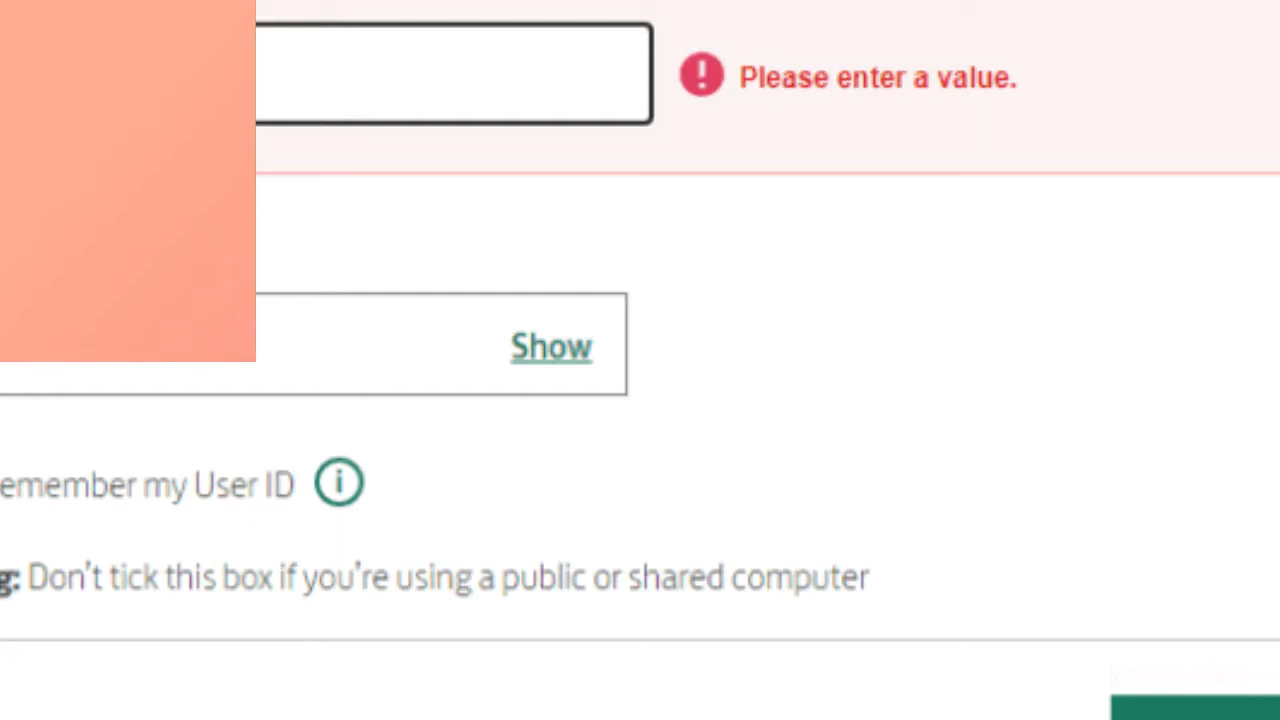 Please enter a value.
Show
emember my User ID
g: Don't tick this box if you're using a public or shared computer